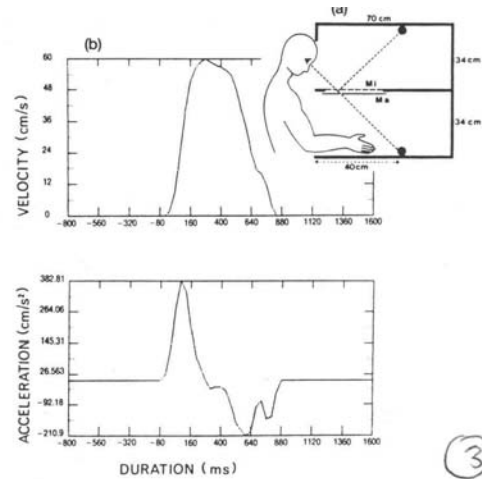 (b)
(a)
70 cm
34 cm
Mi
Ma
34 cm
40cm
VELOCITY (cm/s)
60
48
36
24
12
0
-800 -560 -320 -80 160 400 640 880 1120 1360 1600
ACCELERATION (cm/s²)
382.81
264.06
145.31
26.563
-92.18
-210.9
-800 -560 -320 -80 160 400 640 880 1120 1360 1600
DURATION (ms)
3